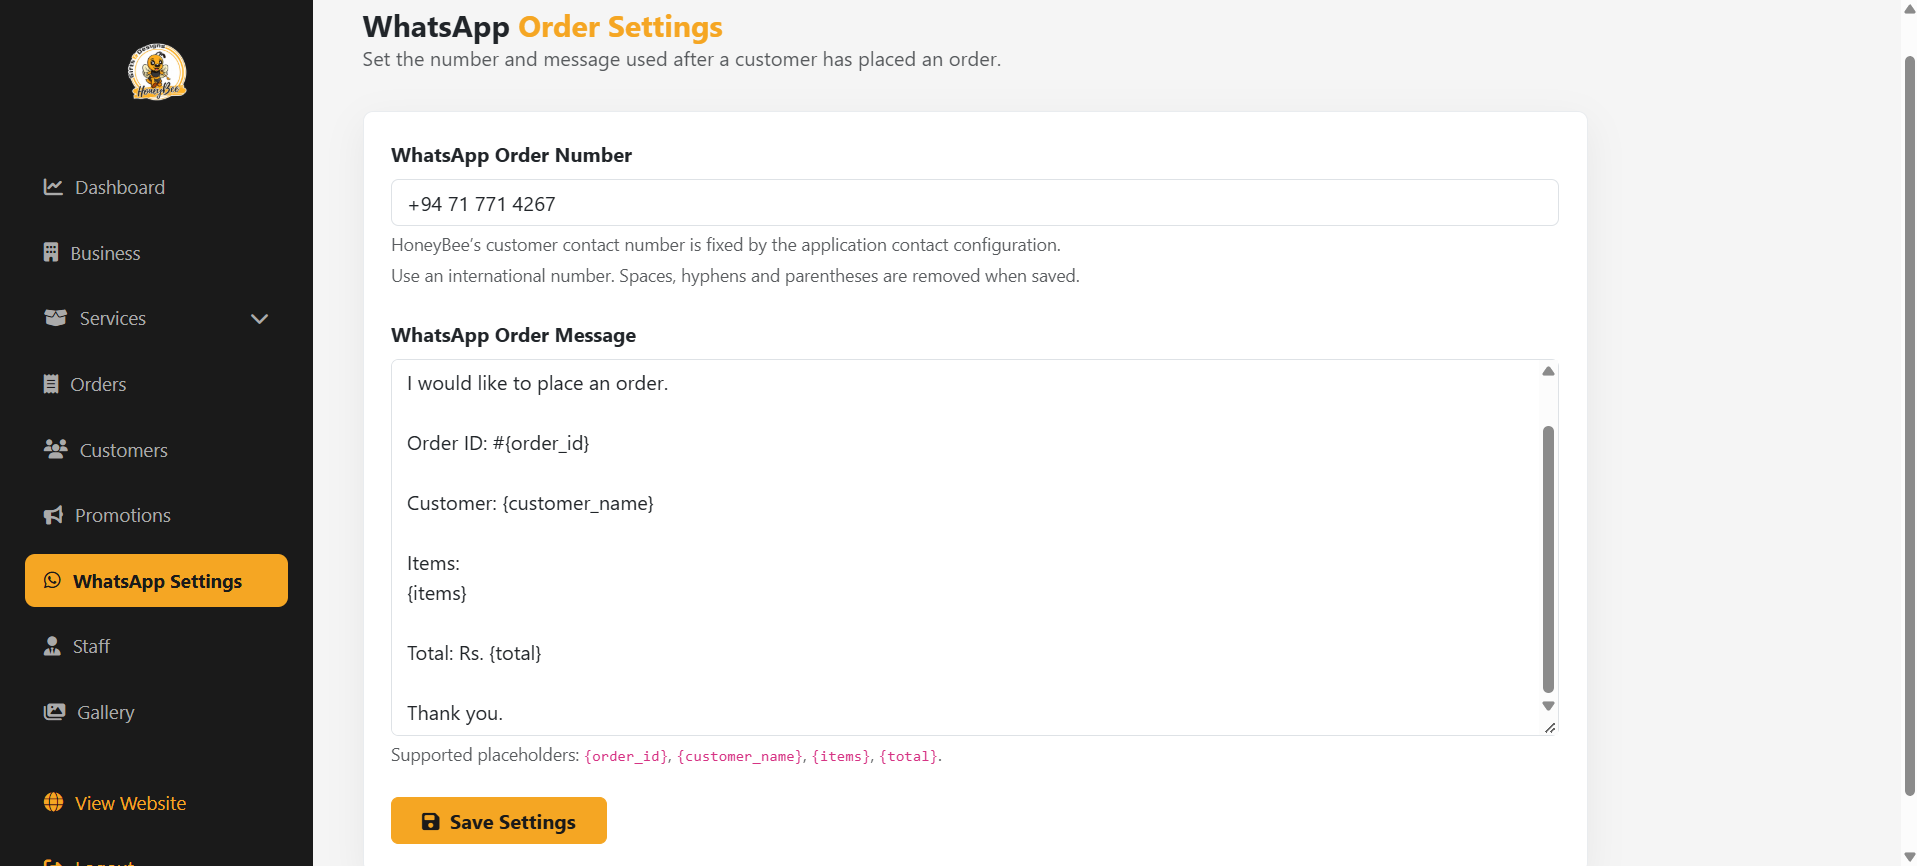 WhatsApp Order Settings
Set the number and message used after a customer has placed an order.
Designs
HoneyBee
Dashboard
Business
Services
Orders
Customers
Promotions
WhatsApp Settings
Staff
Gallery
View Website
Logout
WhatsApp Order Number
+94 71 771 4267
HoneyBee’s customer contact number is fixed by the application contact configuration.
Use an international number. Spaces, hyphens and parentheses are removed when saved.
WhatsApp Order Message
I would like to place an order.
Order ID: #{order_id}
Customer: {customer_name}
Items:
{items}
Total: Rs. {total}
Thank you.
Supported placeholders: {order_id}, {customer_name}, {items}, {total}.
Save Settings